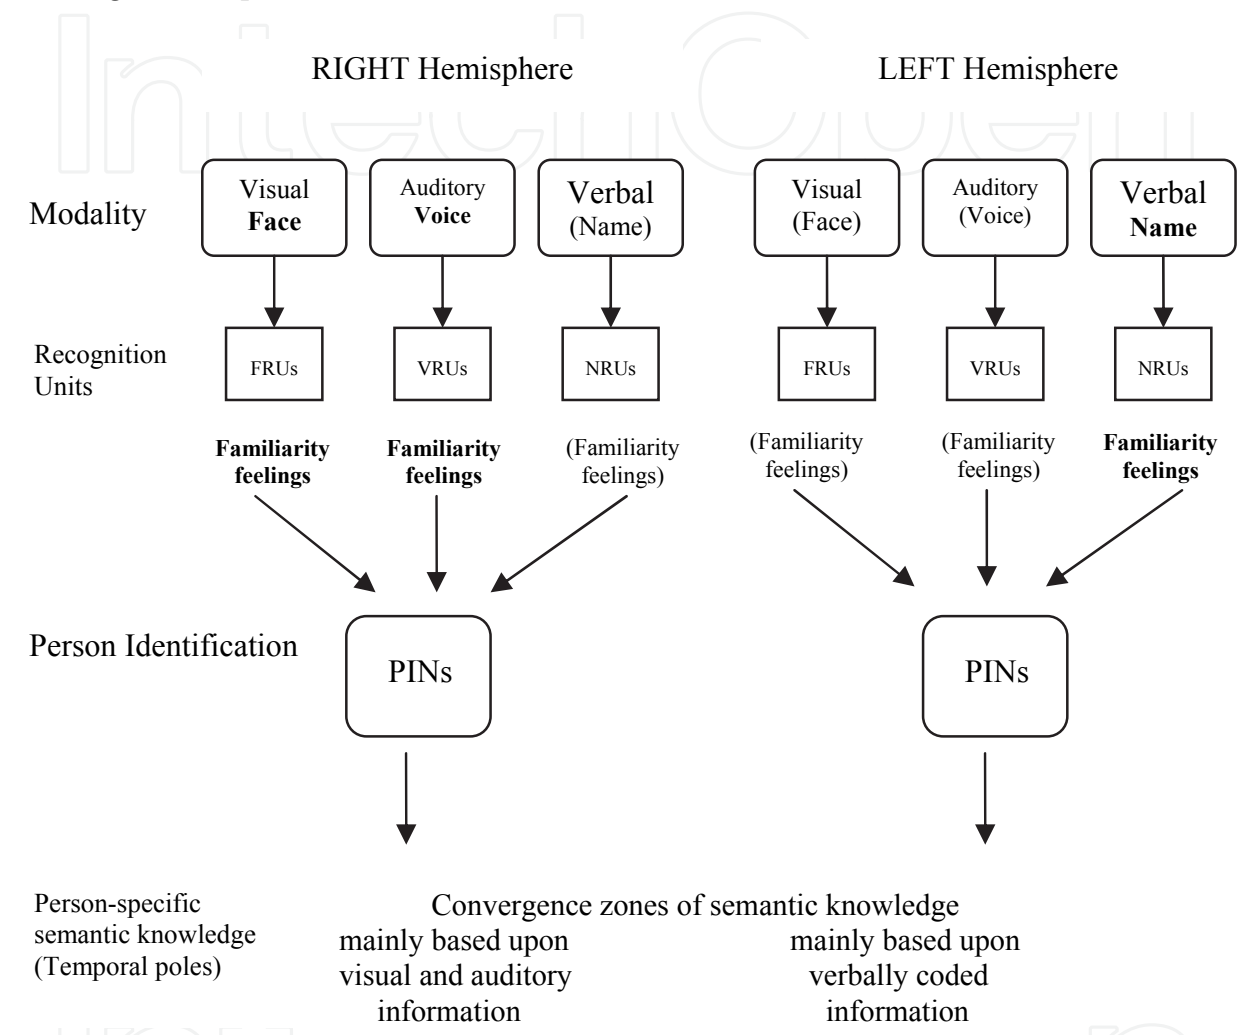 RIGHT Hemisphere LEFT Hemisphere
IntechOpen
Modality
Visual
Face
Auditory
Voice
Verbal
(Name)
Visual
(Face)
Auditory
(Voice)
Verbal
Name
Recognition
Units
FRUs
VRUs
NRUs
FRUs
VRUs
NRUs
Familiarity
feelings
Familiarity
feelings
(Familiarity
feelings)
(Familiarity
feelings)
(Familiarity
feelings)
Familiarity
feelings
Person Identification
PINs
PINs
Person-specific
semantic knowledge
(Temporal poles)
Convergence zones of semantic knowledge
mainly based upon
visual and auditory
information
mainly based upon
verbally coded
information